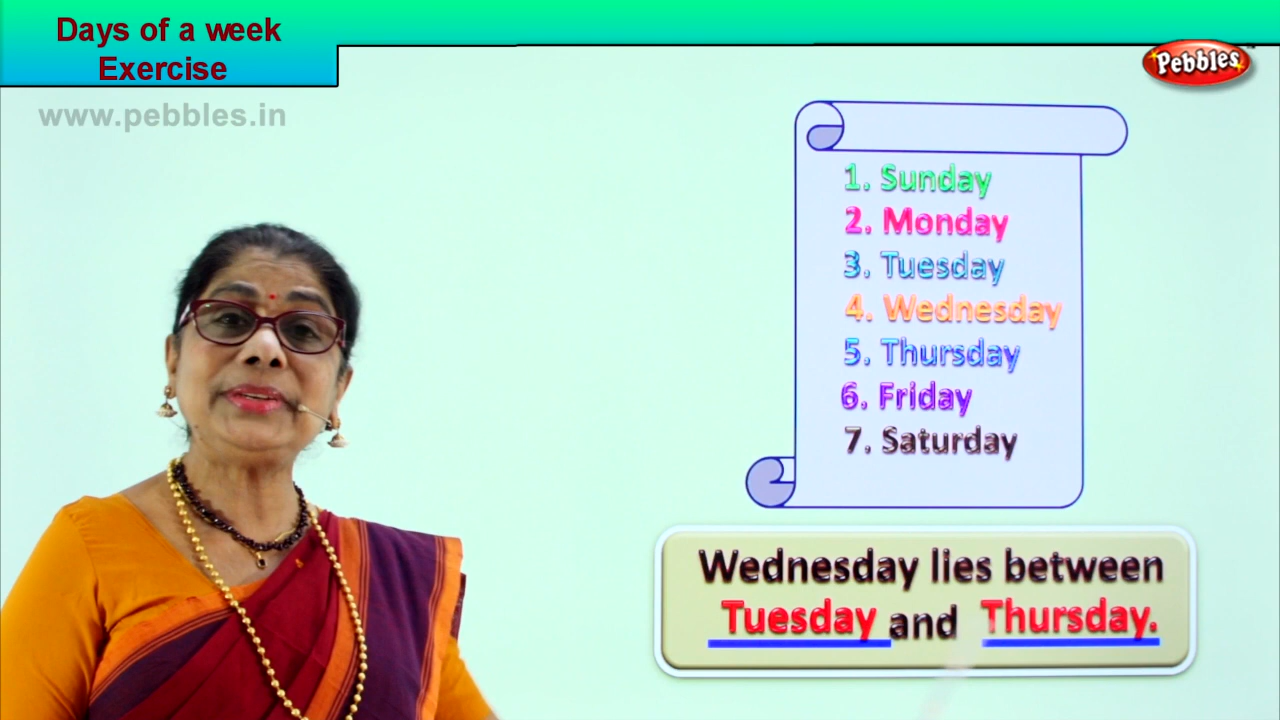 Days of a week
Exercise
Pebbles
www.pebbles.in
1. Sunday
2. Monday
3. Tuesday
4. Wednesday
5. Thursday
6. Friday
7. Saturday
Wednesday lies between
Tuesday and Thursday.